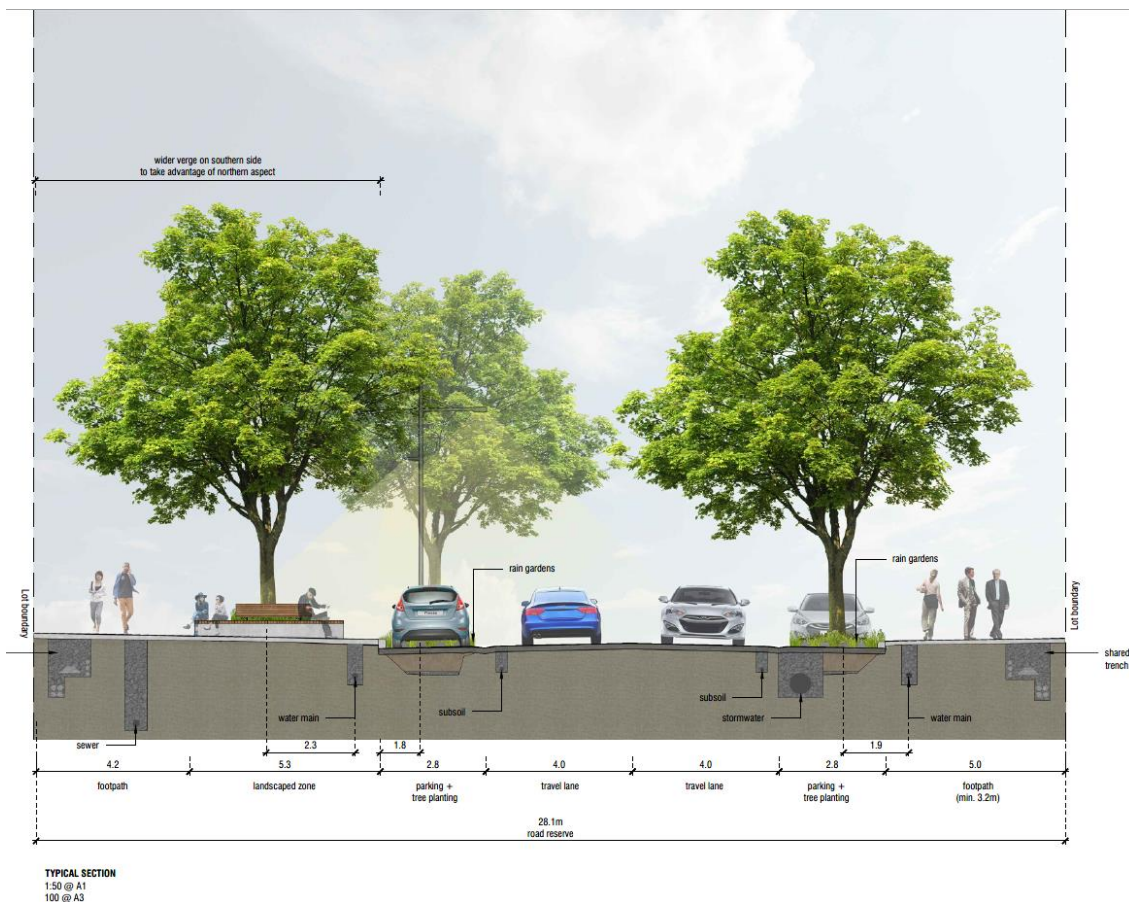 wider verge on southern side
to take advantage of northern aspect
rain gardens
rain gardens
Lot boundary
Lot boundary
shared
trench
subsoil
subsoil
stormwater
water main
water main
sewer
2.3
1.8
1.9
4.2
5.3
2.8
4.0
4.0
2.8
5.0
footpath
landscaped zone
parking +
tree planting
travel lane
travel lane
parking +
tree planting
footpath
(min. 3.2m)
28.1m
road reserve
TYPICAL SECTION
1:50 @ A1
100 @ A3